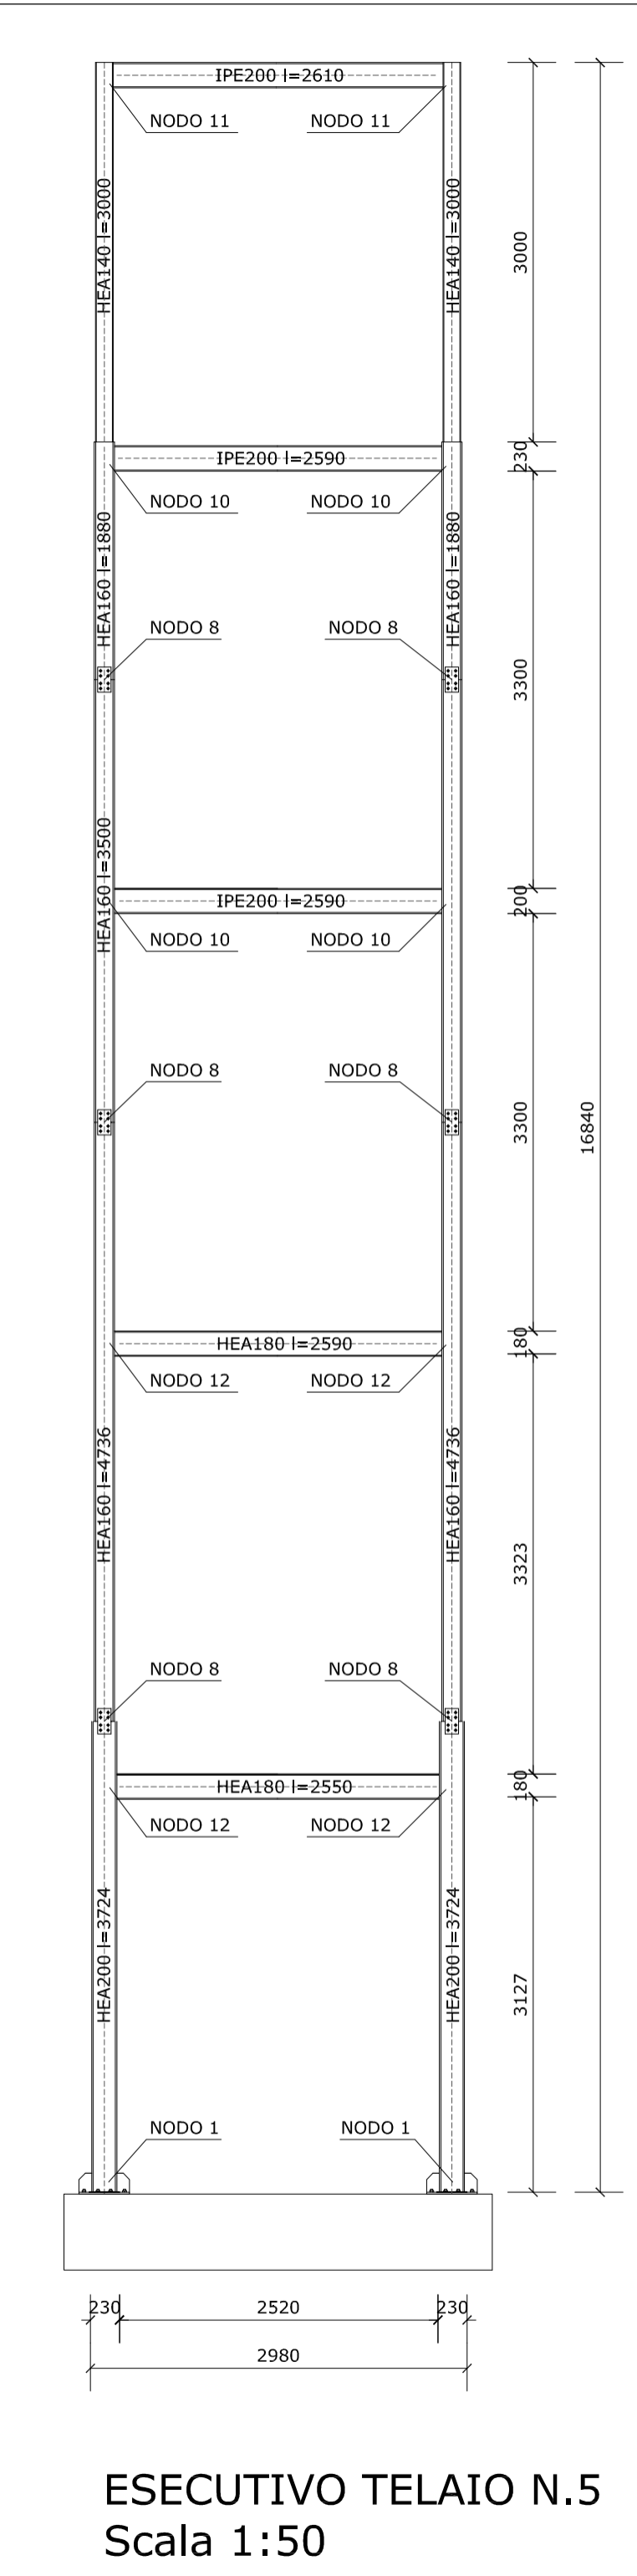 IPE200 l=2610
NODO 11
NODO 11
HEA140 l=3000
HEA140 l=3000
3000
IPE200 l=2590
230
NODO 10
NODO 10
HEA160 l=1880
HEA160 l=1880
NODO 8
NODO 8
3300
HEA160 l=3500
IPE200 l=2590
200
NODO 10
NODO 10
NODO 8
NODO 8
3300
16840
HEA180 l=2590
180
NODO 12
NODO 12
HEA160 l=4736
HEA160 l=4736
3323
NODO 8
NODO 8
HEA180 l=2550
180
NODO 12
NODO 12
HEA200 l=3724
HEA200 l=3724
3127
NODO 1
NODO 1
230
2520
230
2980
ESECUTIVO TELAIO N.5
Scala 1:50